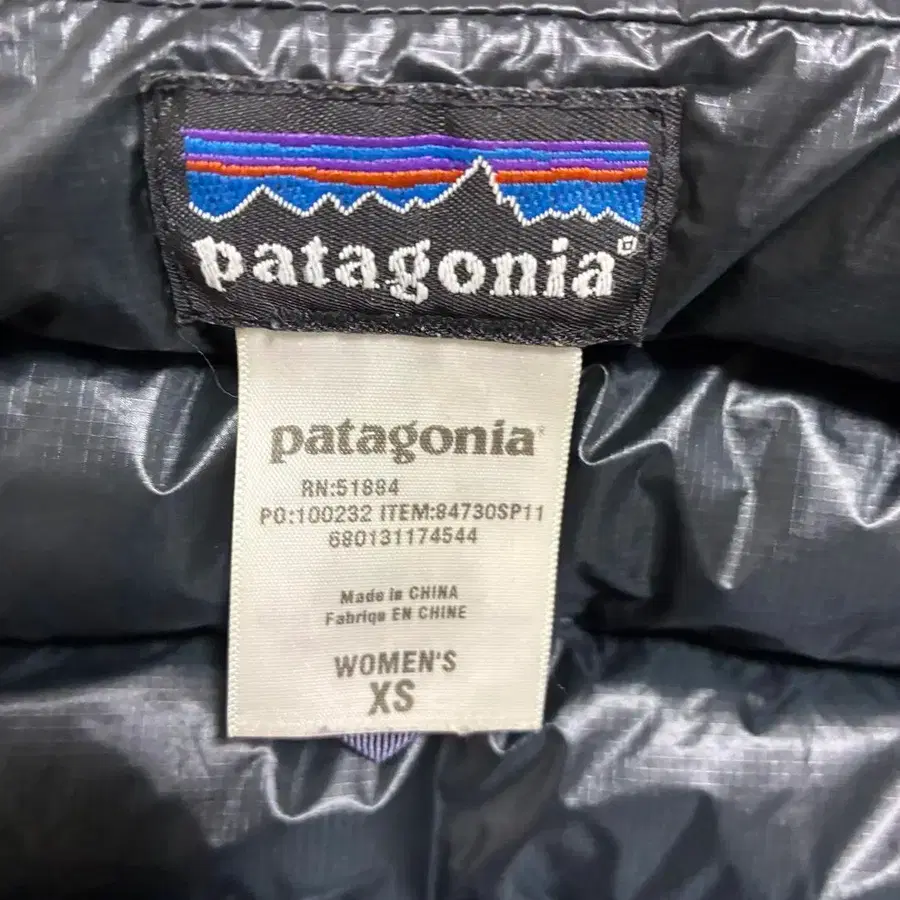 patagonia®
patagonia®
RN:51884
PO:100232 ITEM:84730SP11
680131174544
Made in CHINA
Fabriqu EN CHINE
WOMEN'S
XS